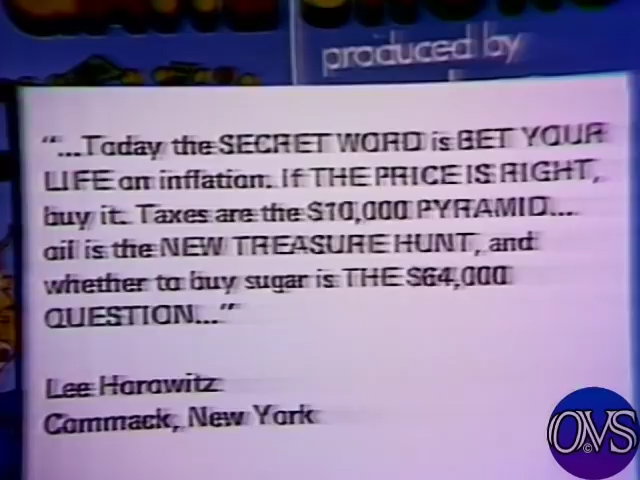 produced by
"...Today the SECRET WORD is BET YOUR
LIFE on inflation. If THE PRICE IS RIGHT,
buy it. Taxes are the $10,000 PYRAMID...
oil is the NEW TREASURE HUNT, and
whether to buy sugar is THE $64,000
QUESTION..."
Lee Horowitz
Commack, New York
OVS
©